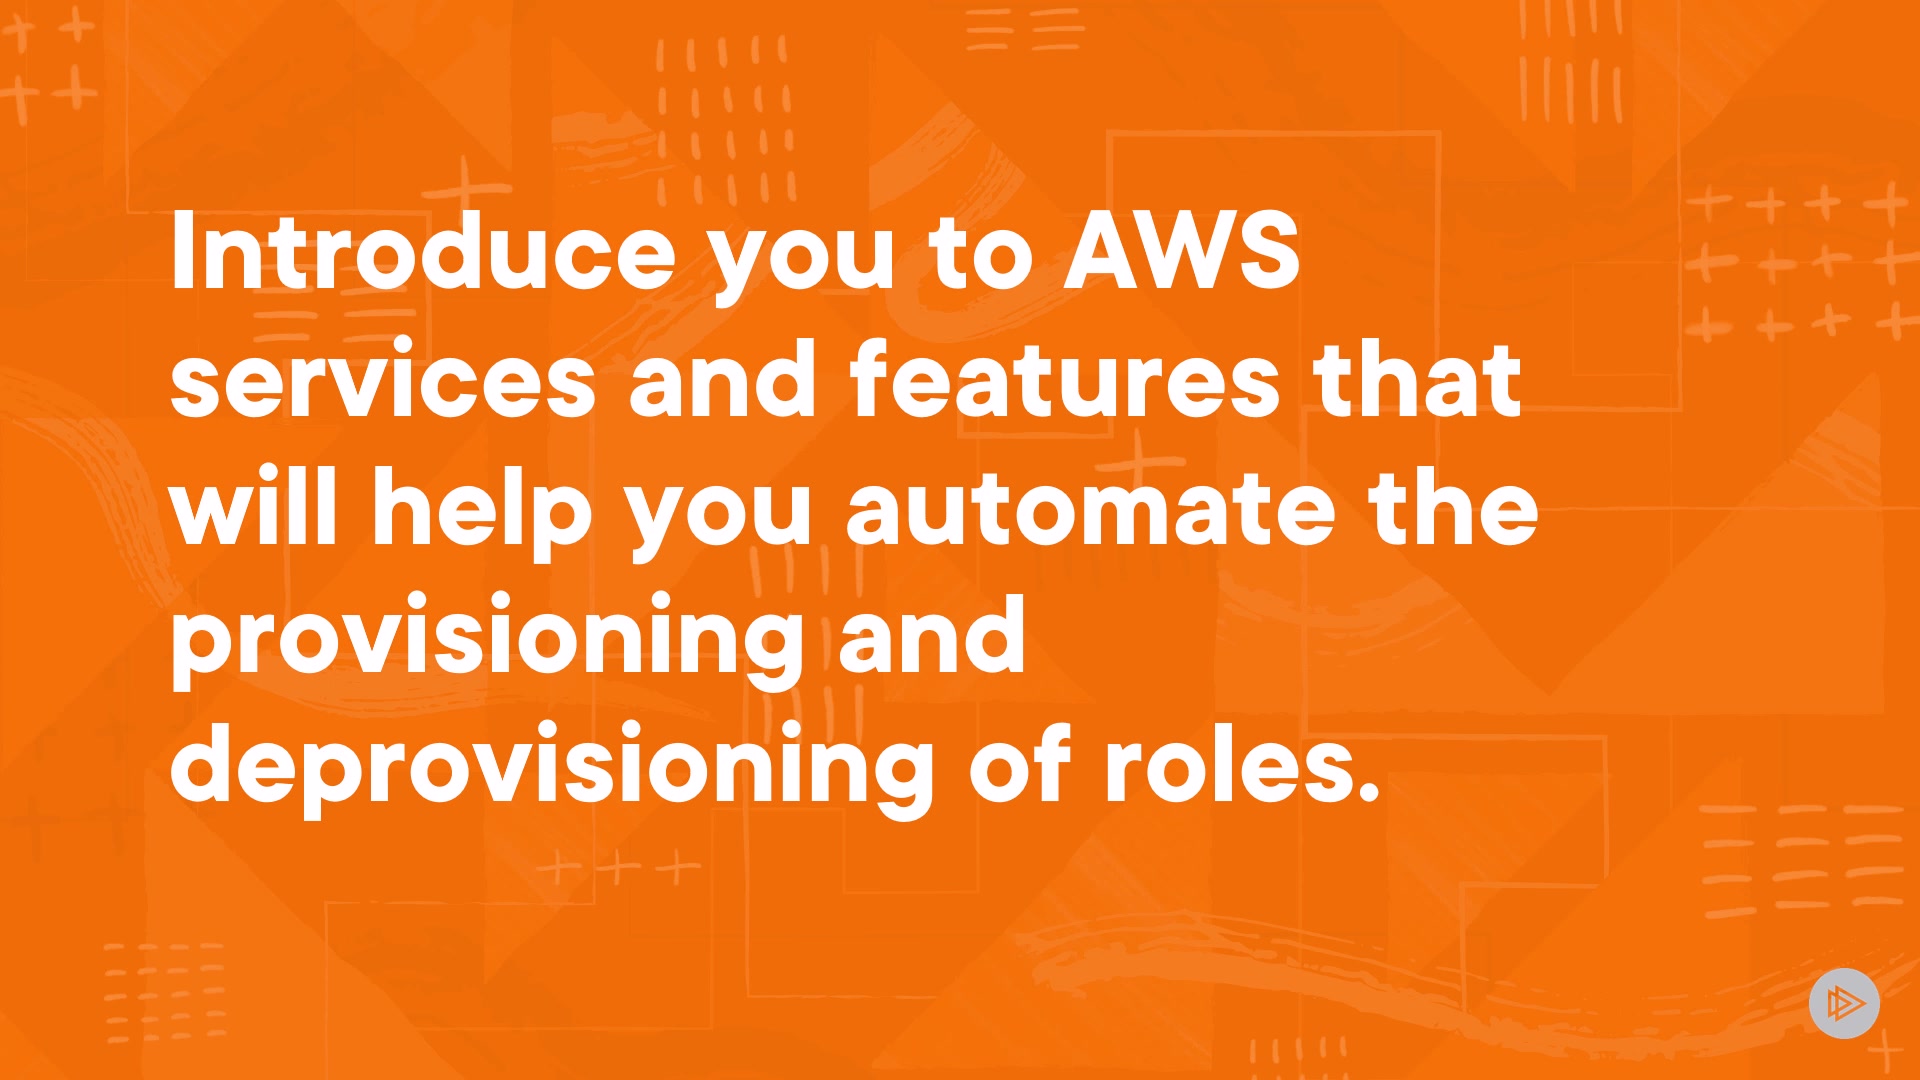 Introduce you to AWS
services and features that
will help you automate the
provisioning and
deprovisioning of roles.